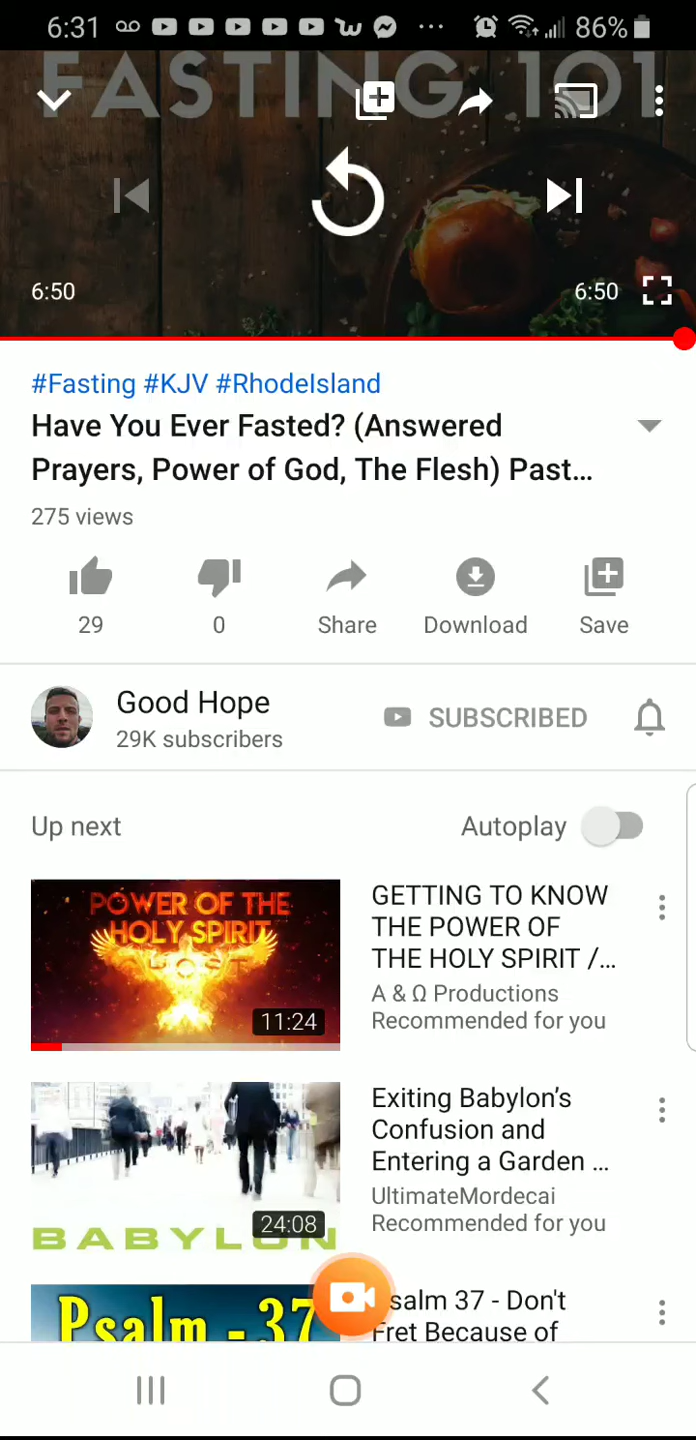 6:31
86%
FASTING 101
6:50
6:50
#Fasting #KJV #RhodeIsland
Have You Ever Fasted? (Answered
Prayers, Power of God, The Flesh) Past...
275 views
29
0
Share
Download
Save
Good Hope
29K subscribers
SUBSCRIBED
Up next
Autoplay
POWER OF THE
HOLY SPIRIT
11:24
GETTING TO KNOW
THE POWER OF
THE HOLY SPIRIT /...
A & Ω Productions
Recommended for you
BABYLON
24:08
Exiting Babylon's
Confusion and
Entering a Garden ...
UltimateMordecai
Recommended for you
Psalm - 37
Psalm 37 - Don't
Fret Because of